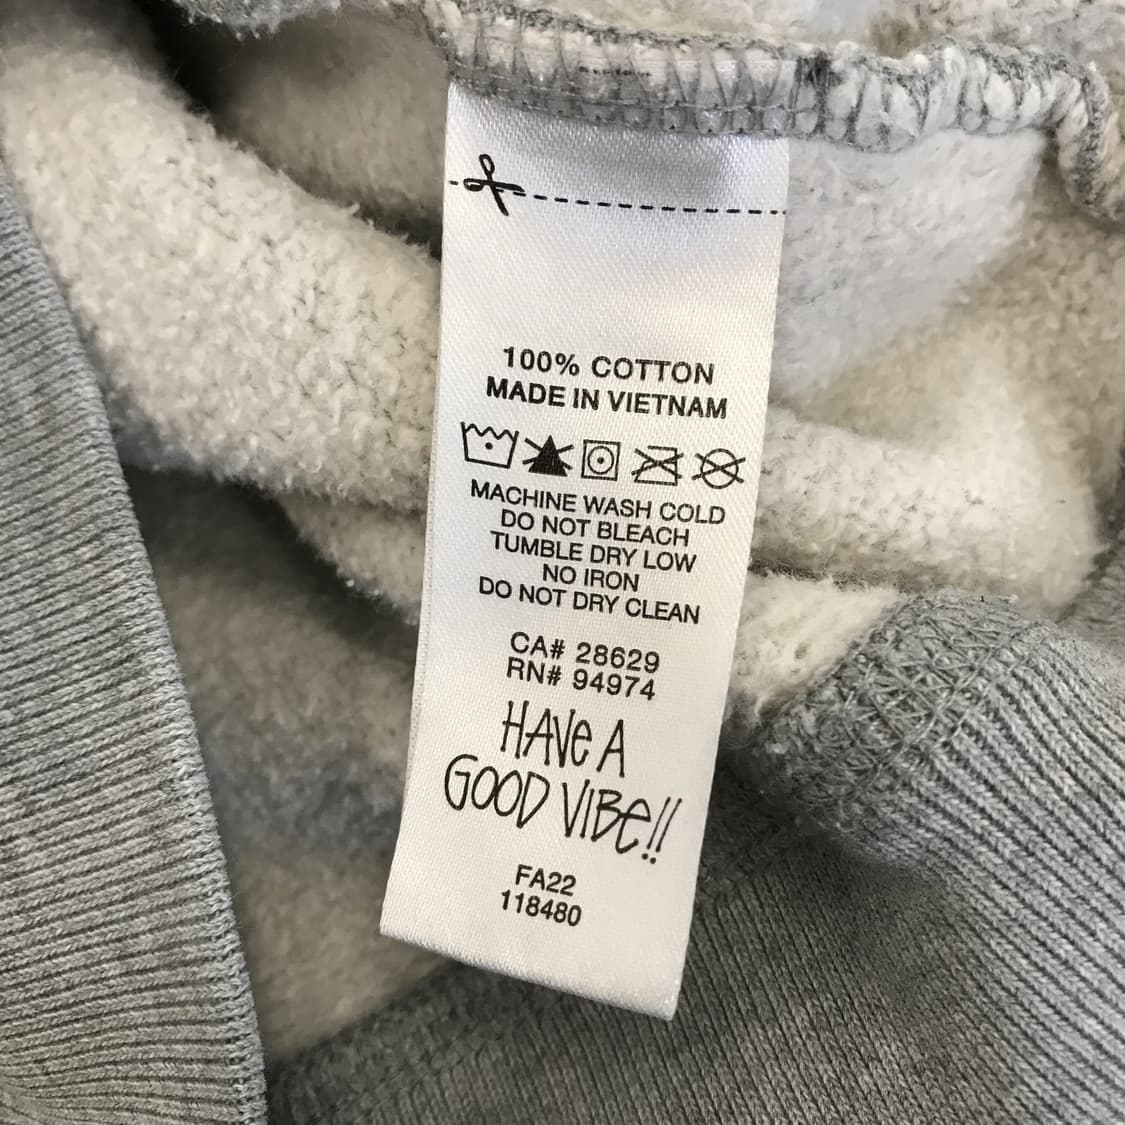 100% COTTON
MADE IN VIETNAM
MACHINE WASH COLD
DO NOT BLEACH
TUMBLE DRY LOW
NO IRON
DO NOT DRY CLEAN
CA# 28629
RN# 94974
HAVE A
GOOD VIBE!!
FA22
118480